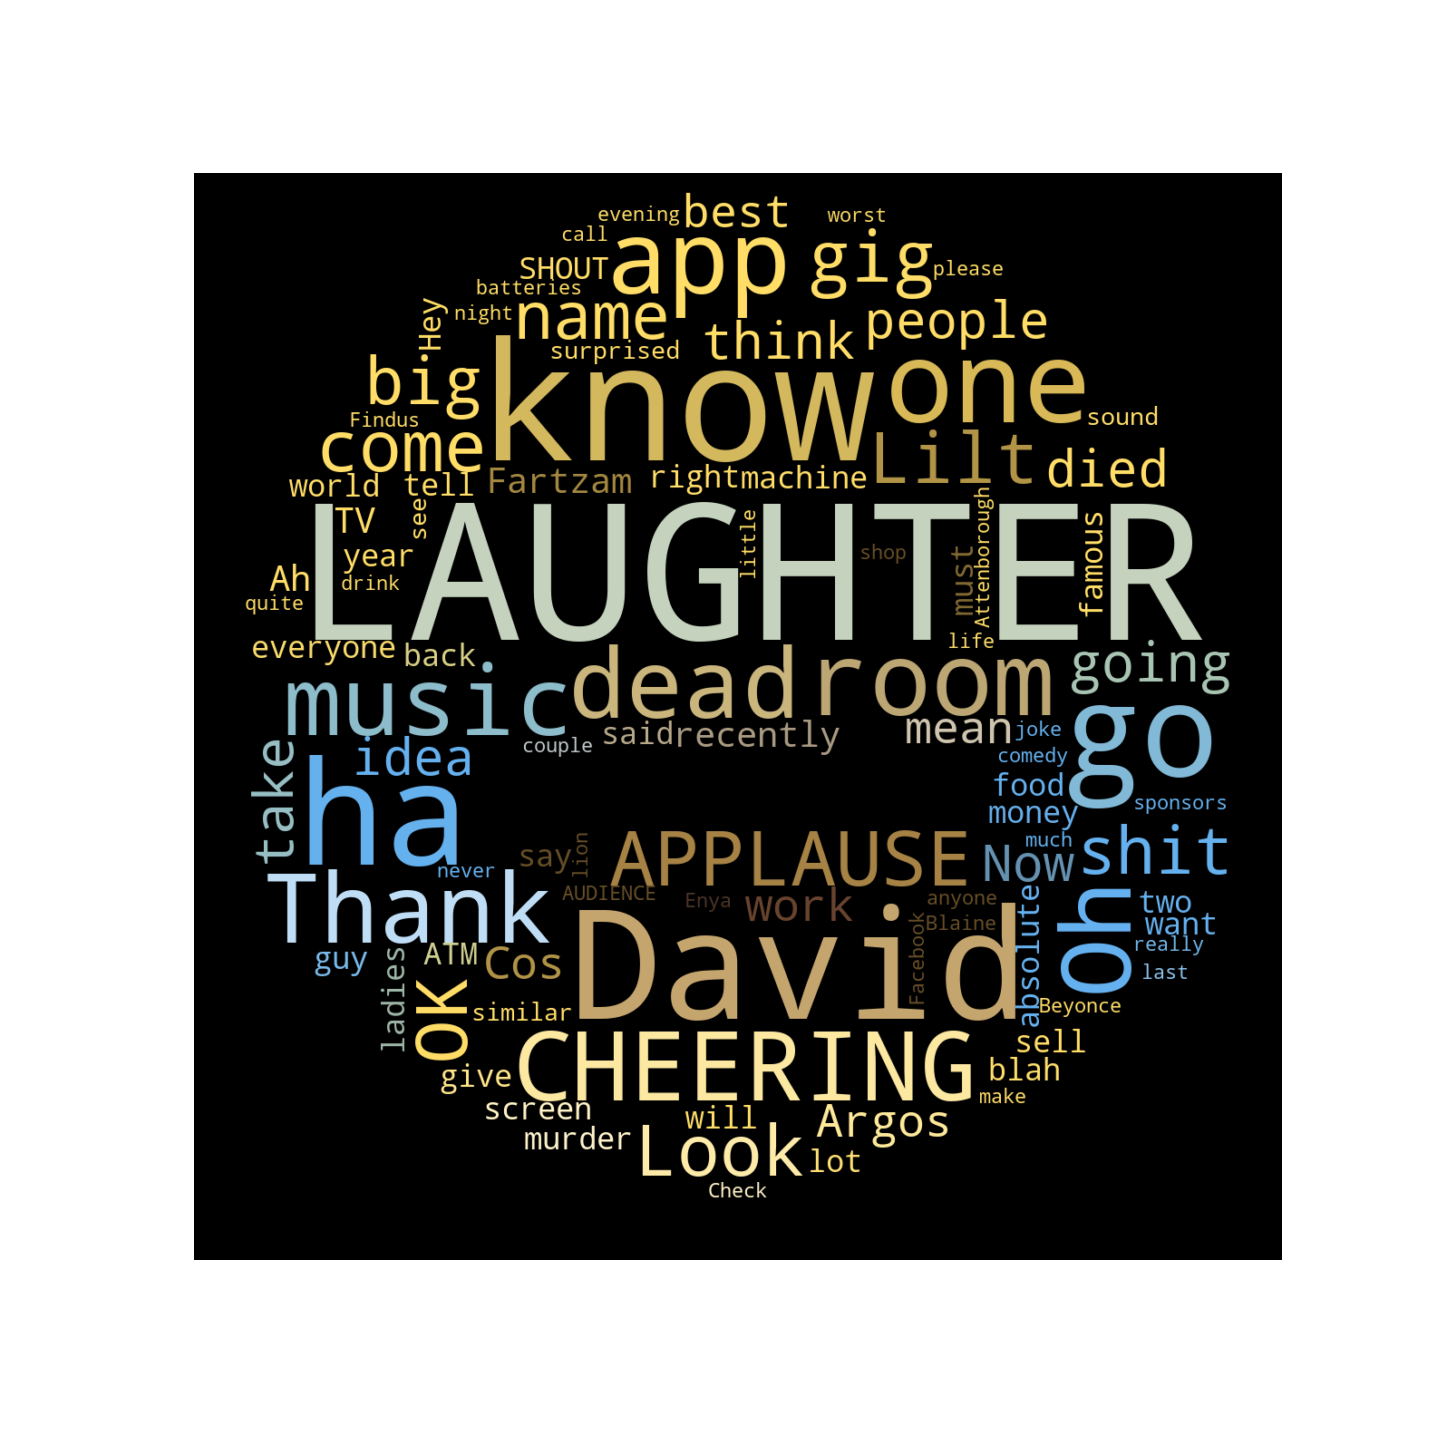 evening best worst
call app gig please
SHOUT
batteries
Hey night name think people
surprised
big know one sound
Findus
come Lilt died
world tell Fartzam right machine
TV see LAUGHTER little shop must Attenborough famous
year
Ah drink
quite
everyone back life
music dead room going
couple said recently mean joke
take idea comedy go
ha food sponsors
money
say lion APPLAUSE Now much shit
never
Thank AUDIENCE Enya work anyone absolute Oh two
Blaine want
guy ladies ATM Cos David Facebook really
last
OK similar Beyonce
CHEERING sell
give blah
screen make
murder will Argos
Look lot
Check